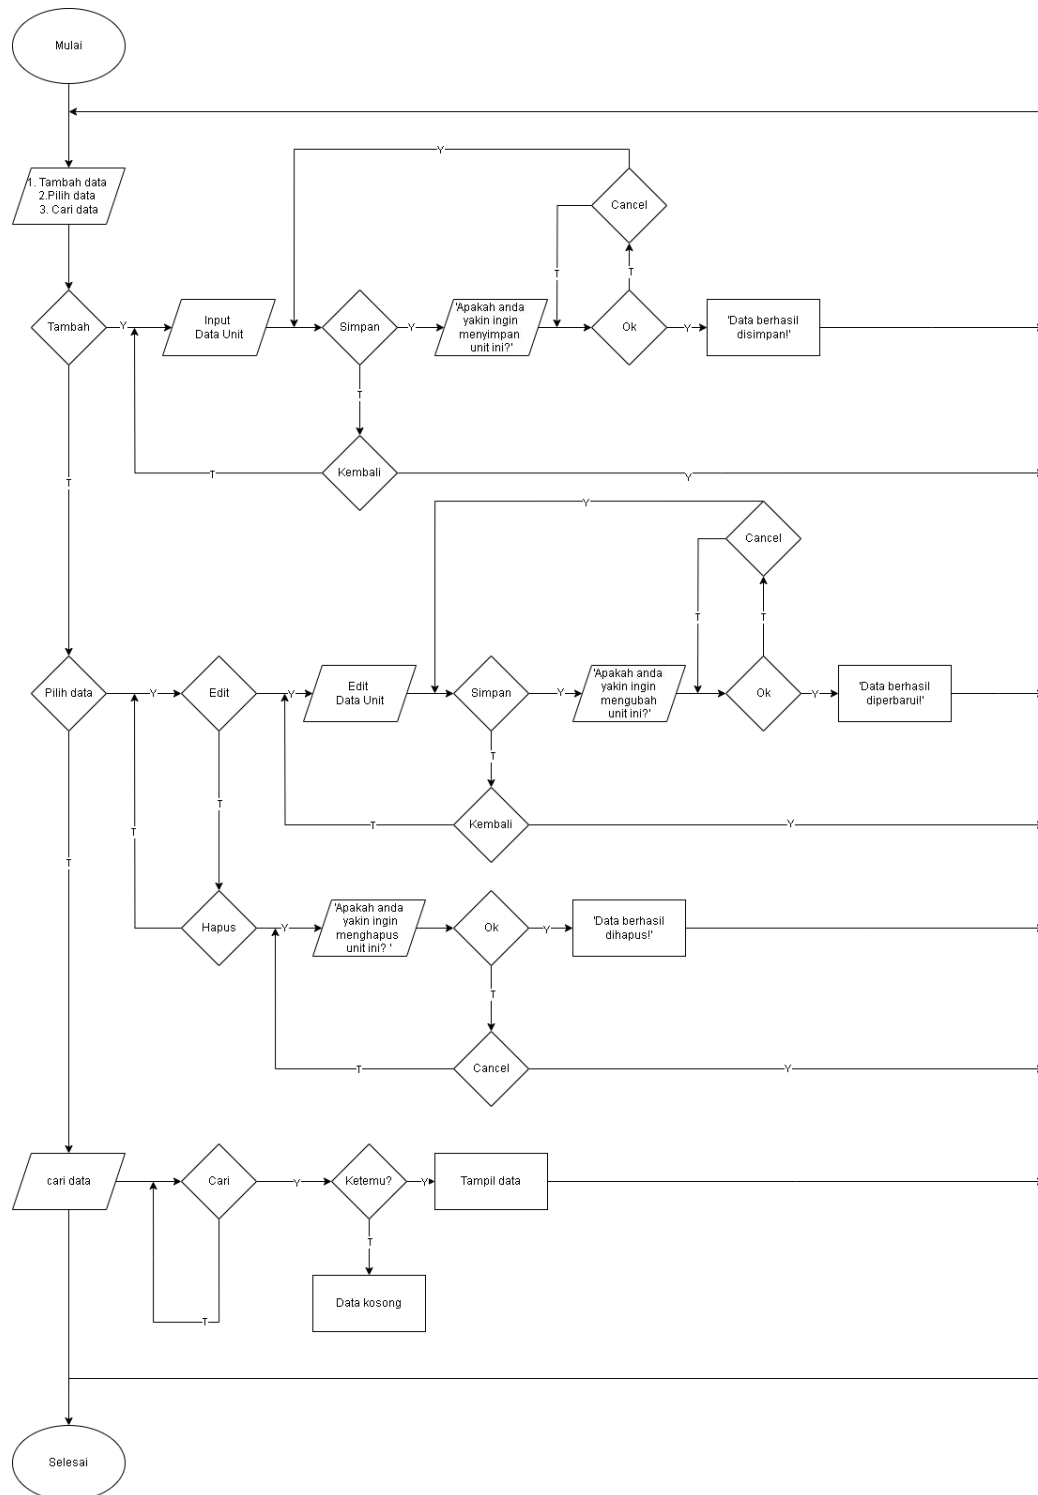 Mulai
1. Tambah data
2.Pilih data
3. Cari data
Y
Cancel
T
T
Tambah
Y
Input
Data Unit
Simpan
Y
'Apakah anda
yakin ingin
menyimpan
unit ini?'
Ok
Y
'Data berhasil
disimpan!'
T
T
Kembali
T
Y
Y
Cancel
T
T
Pilih data
Y
Edit
Y
Edit
Data Unit
Simpan
Y
'Apakah anda
yakin ingin
mengubah
unit ini?'
Ok
Y
'Data berhasil
diperbarui!'
T
T
T
Kembali
T
Y
T
Hapus
Y
'Apakah anda
yakin ingin
menghapus
unit ini? '
Ok
Y
'Data berhasil
dihapus!'
T
T
Cancel
T
Y
cari data
Cari
Y
Ketemu?
Y
Tampil data
T
T
Data kosong
Selesai